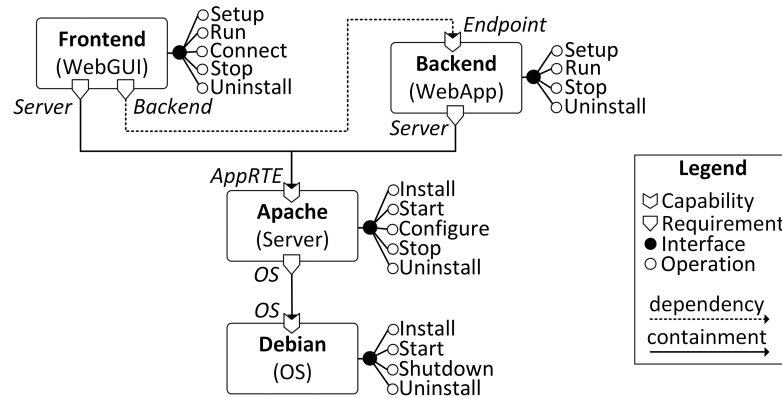 Frontend
(WebGUI)
Setup
Run
Connect
Stop
Uninstall
Server
Backend
Endpoint
Backend
(WebApp)
Setup
Run
Stop
Uninstall
Server
AppRTE
Apache
(Server)
Install
Start
Configure
Stop
Uninstall
OS
OS
Debian
(OS)
Install
Start
Shutdown
Uninstall
Legend
Capability
Requirement
Interface
Operation
dependency
containment